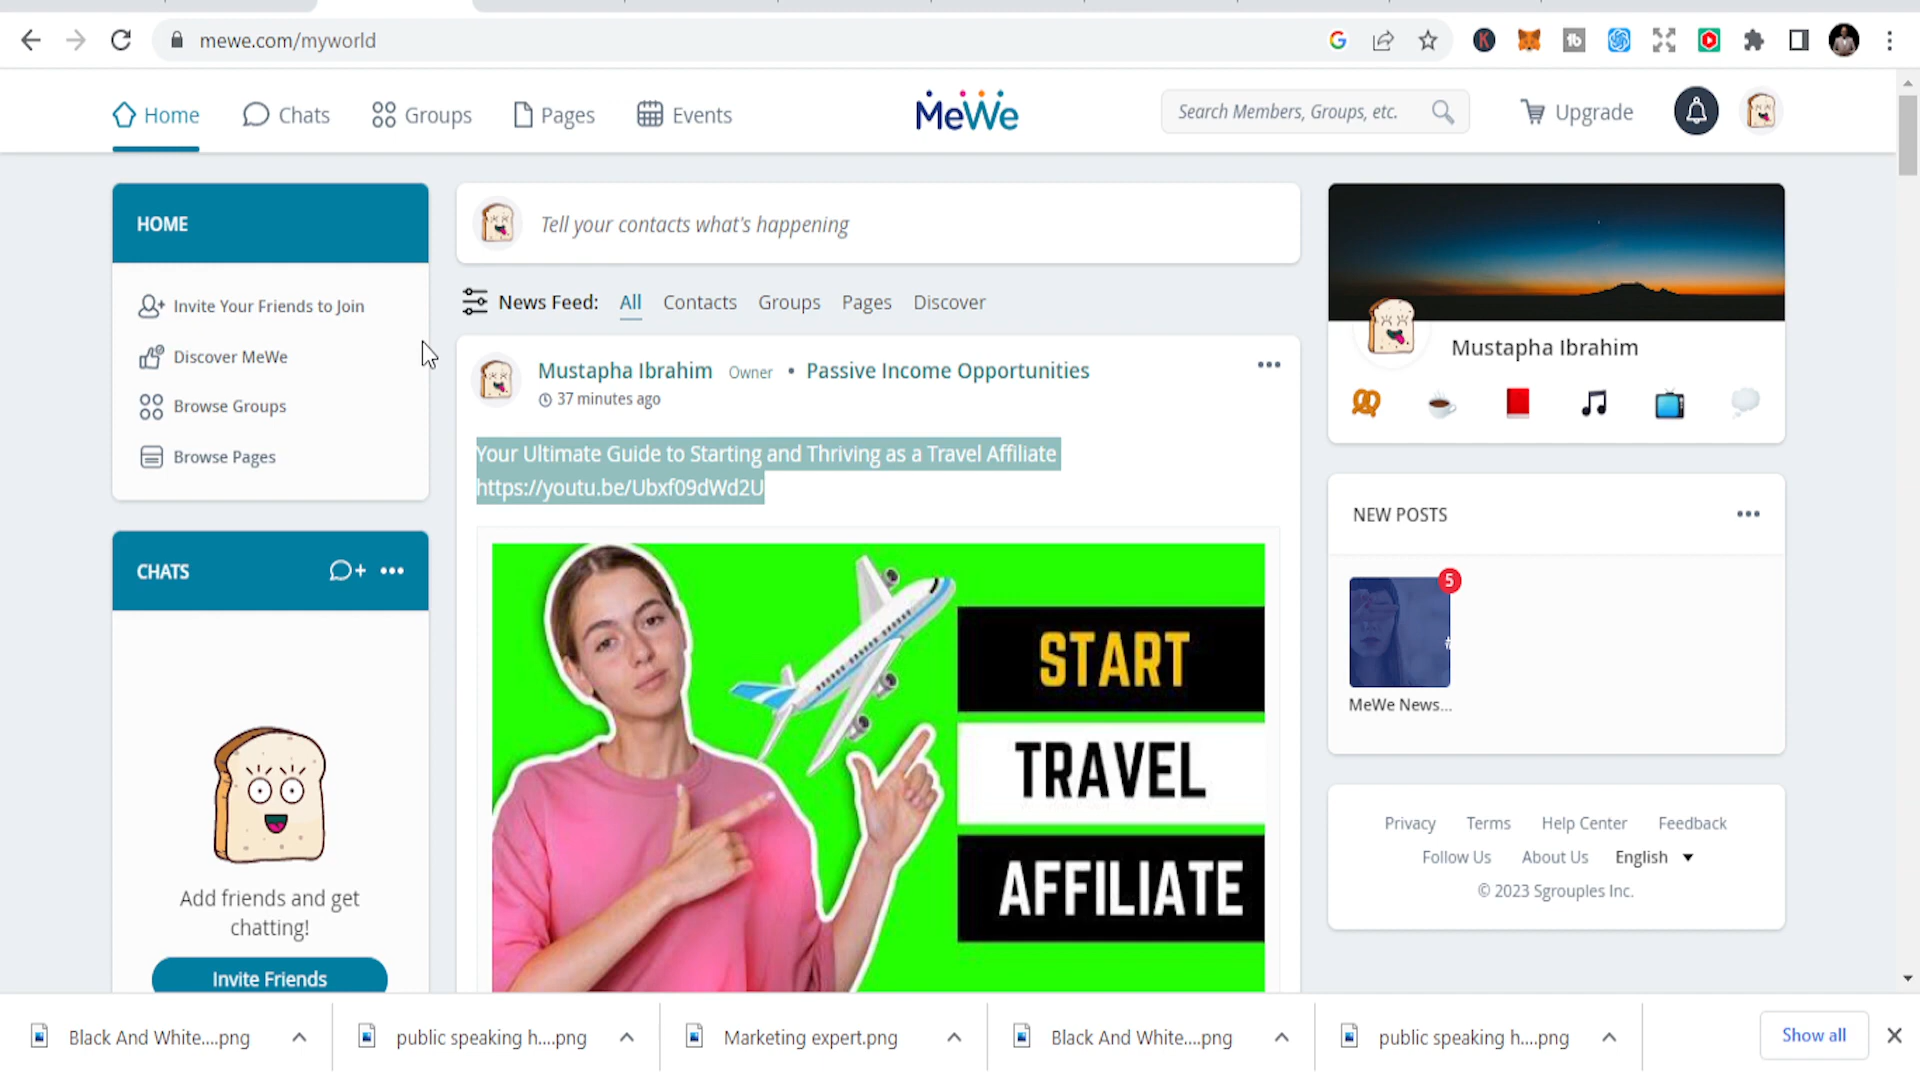 mewe.com/myworld
Home
Chats
Groups
Pages
Events
MeWe
Search Members, Groups, etc.
Upgrade
HOME
Invite Your Friends to Join
Discover MeWe
Browse Groups
Browse Pages
CHATS
Add friends and get
chatting!
Invite Friends
Tell your contacts what's happening
News Feed: All Contacts Groups Pages Discover
Mustapha Ibrahim Owner • Passive Income Opportunities
37 minutes ago
Your Ultimate Guide to Starting and Thriving as a Travel Affiliate
https://youtu.be/Ubxf09dWd2U
START
TRAVEL
AFFILIATE
Mustapha Ibrahim
NEW POSTS
5
#
MeWe News...
Privacy Terms Help Center Feedback
Follow Us About Us English
© 2023 Sgrouples Inc.
Black And White....png
public speaking h....png
Marketing expert.png
Black And White....png
public speaking h....png
Show all